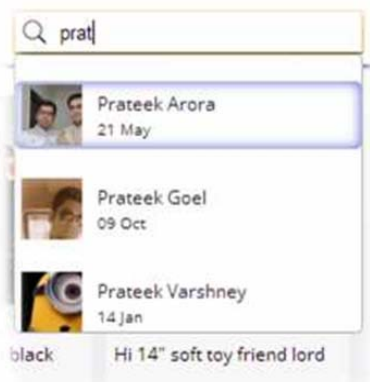 prat
Prateek Arora
21 May
Prateek Goel
09 Oct
Prateek Varshney
14 Jan
black
Hi 14" soft toy friend lord